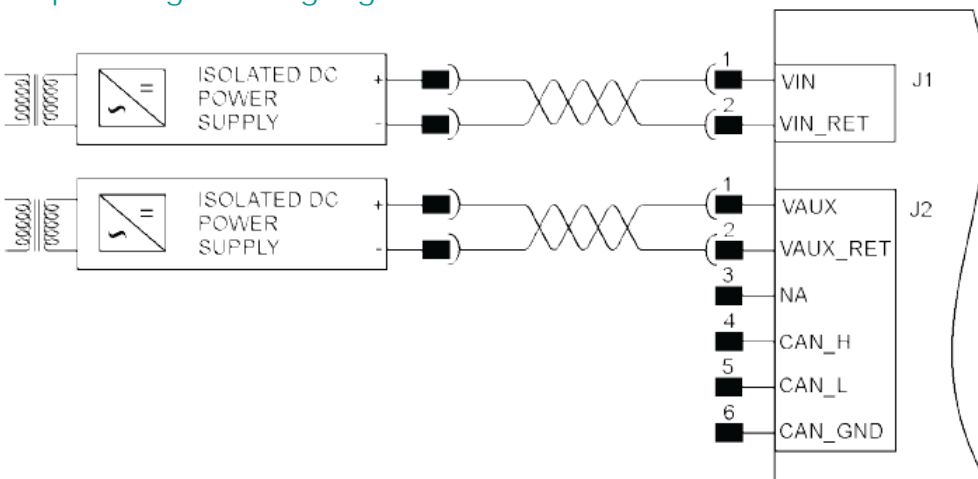 ISOLATED DC
POWER
SUPPLY
+
-
1
2
VIN
VIN_RET
J1
ISOLATED DC
POWER
SUPPLY
+
-
1
2
3
4
5
6
VAUX
VAUX_RET
NA
CAN_H
CAN_L
CAN_GND
J2